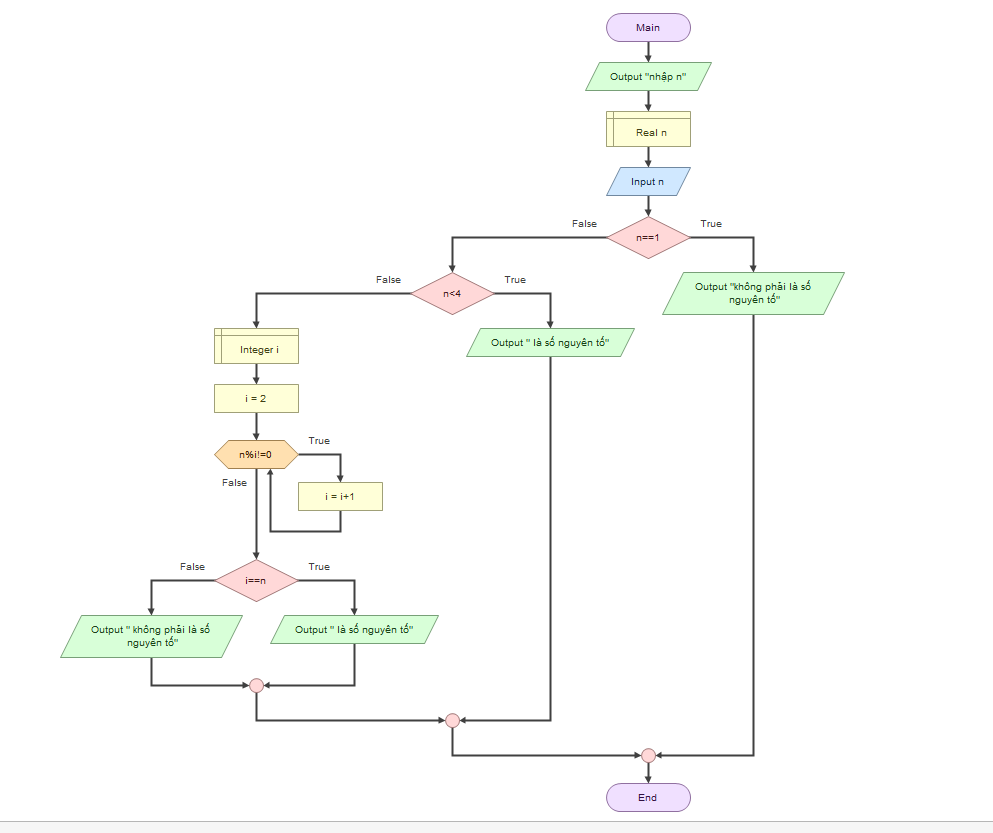 Main
Output "nhập n"
Real n
Input n
False
n==1
True
False
n<4
True
Output "không phải là số
nguyên tố"
Integer i
Output " là số nguyên tố"
i = 2
n%i!=0
True
False
i = i+1
False
i==n
True
Output " không phải là số
nguyên tố"
Output " là số nguyên tố"
End